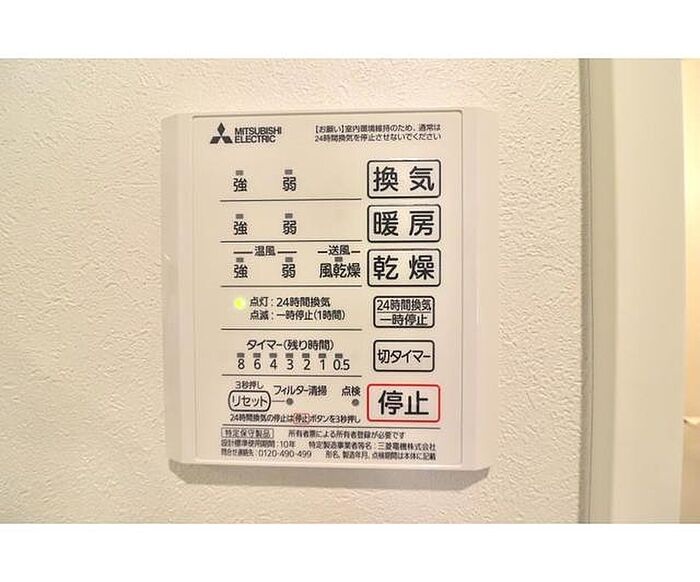 MITSUBISHI
ELECTRIC
【お願い】室内環境維持のため、通常は
24時間換気を停止させないでください
強 弱 換気
強 弱 暖房
温風 送風
強 弱 風乾燥 乾燥
点灯:24時間換気
点滅:一時停止(1時間)
24時間換気
一時停止
タイマー(残り時間)
8 6 4 3 2 1 0.5
切タイマー
3秒押し
リセット フィルター清掃 点検
停止
24時間換気の停止は停止ボタンを3秒押し
特定保守製品 所有者票による所有者登録が必要です
設計標準使用期間:10年 特定製造事業者等名:三菱電機株式会社
問合せ連絡先:0120-490-499 形名、製造年月、点検期間は本体に記載